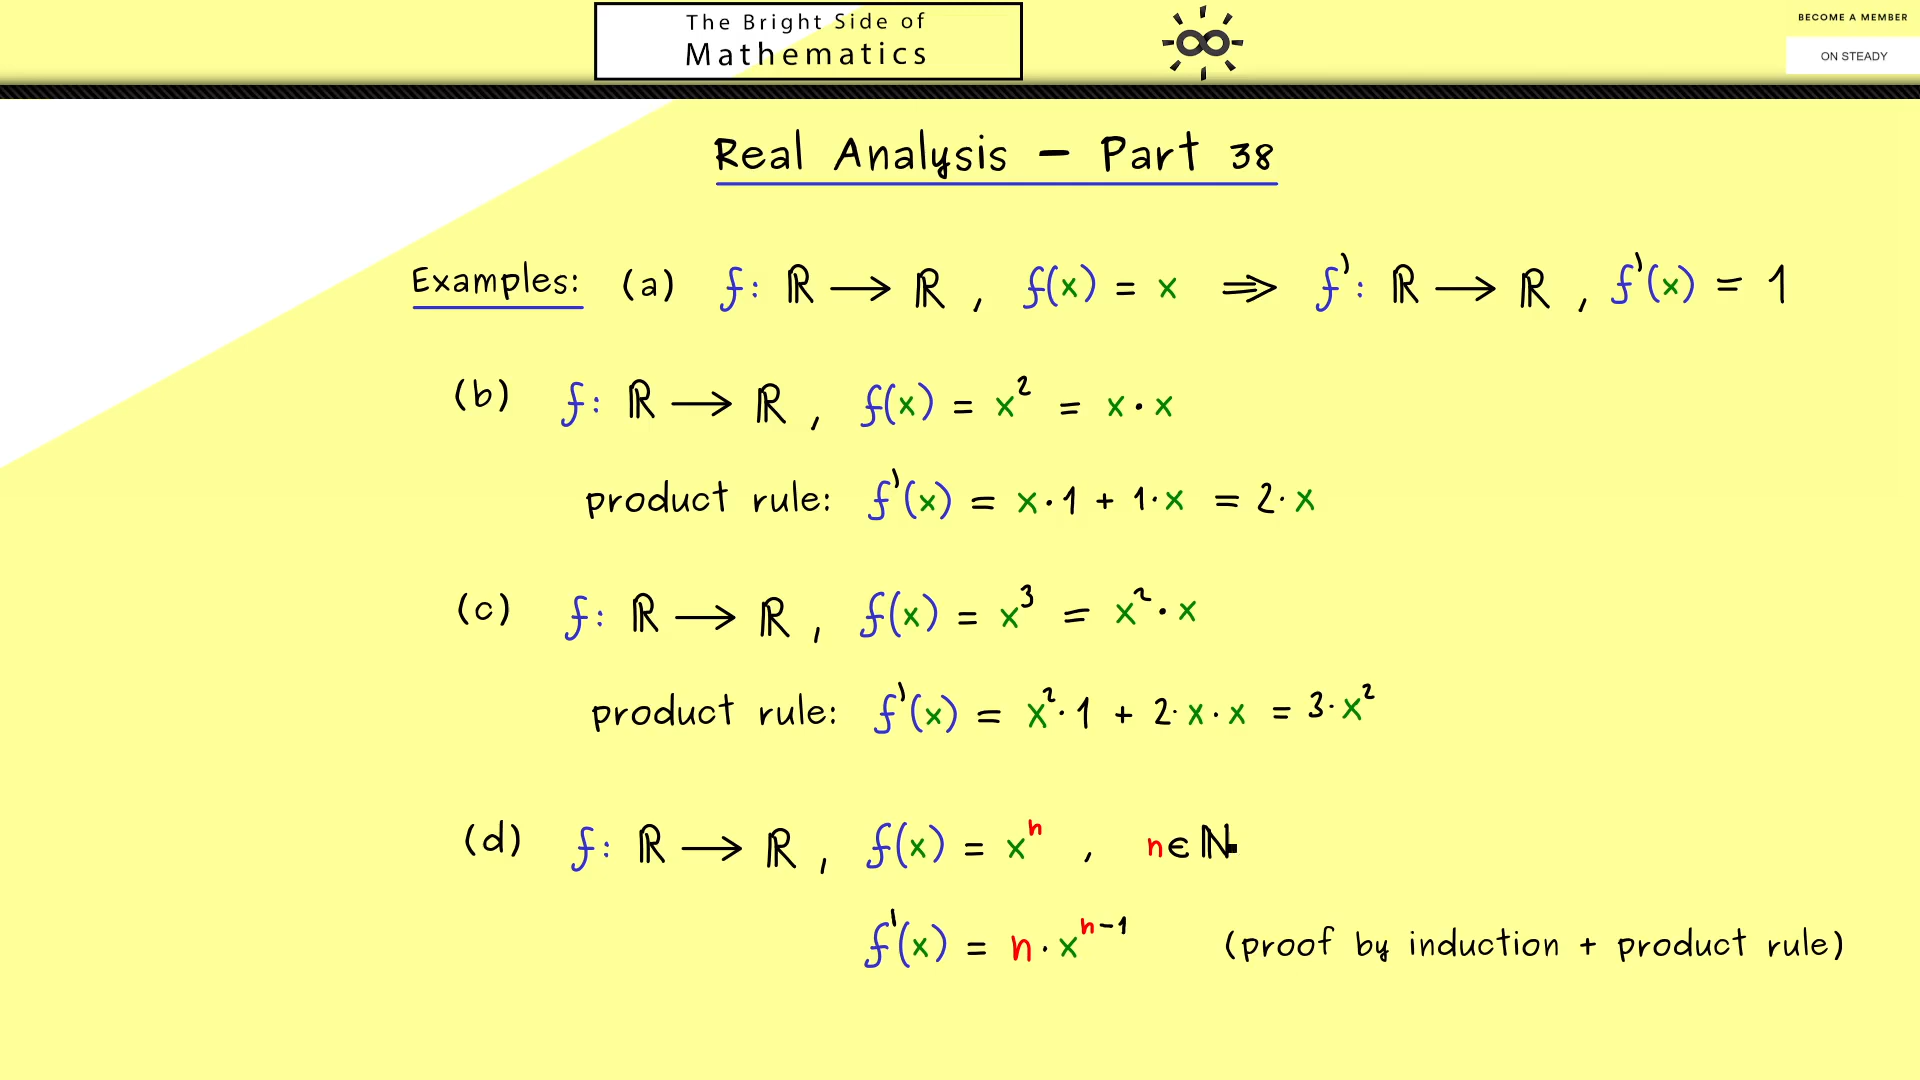 The Bright Side of
Mathematics
BECOME A MEMBER
ON STEADY
Real Analysis – Part 38
Examples: (a) f: ℝ ⟶ ℝ , f(x) = x ⟹ f': ℝ ⟶ ℝ , f'(x) = 1
(b) f: ℝ ⟶ ℝ , f(x) = x² = x · x
product rule: f'(x) = x · 1 + 1 · x = 2 · x
(c) f: ℝ ⟶ ℝ , f(x) = x³ = x² · x
product rule: f'(x) = x² · 1 + 2 · x · x = 3 · x²
(d) f: ℝ ⟶ ℝ , f(x) = xⁿ , n ∈ ℕ
f'(x) = n · xⁿ⁻¹ (proof by induction + product rule)